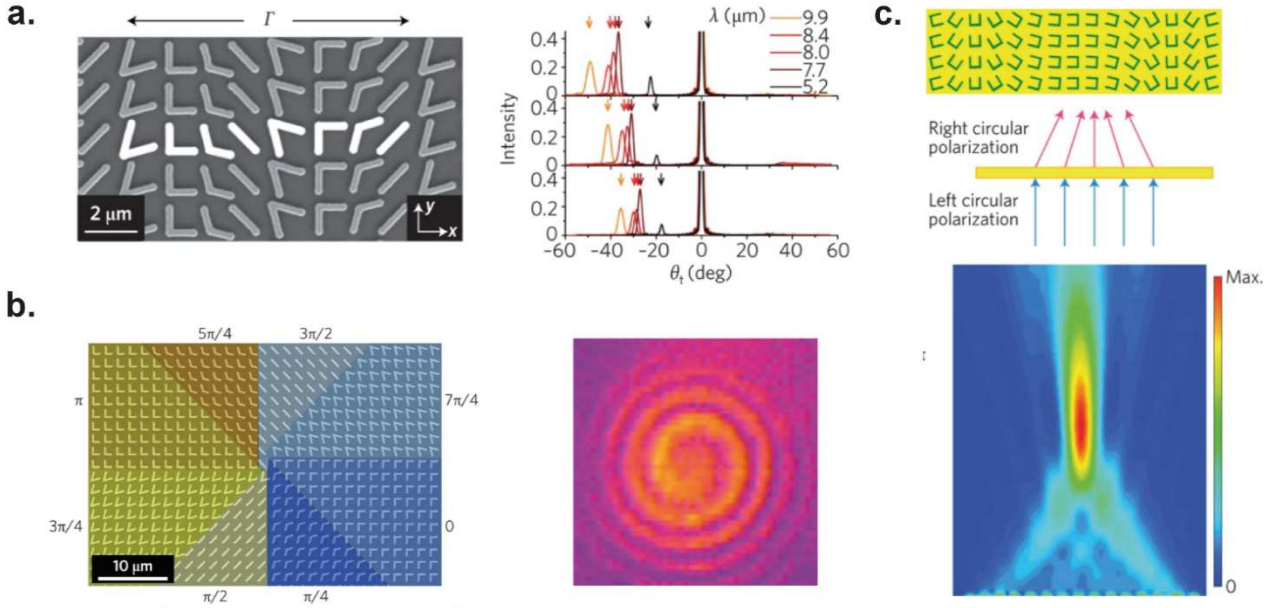 a.
Γ
2 μm
y
x
Intensity
0.4
0.2
0
0.4
0.2
0
0.4
0.2
0
−60 −40 −20 0 20 40 60
θt (deg)
λ (μm)
9.9
8.4
8.0
7.7
5.2
b.
5π/4 3π/2
π
7π/4
3π/4
0
π/2 π/4
10 μm
c.
Right circular
polarization
Left circular
polarization
Max.
0